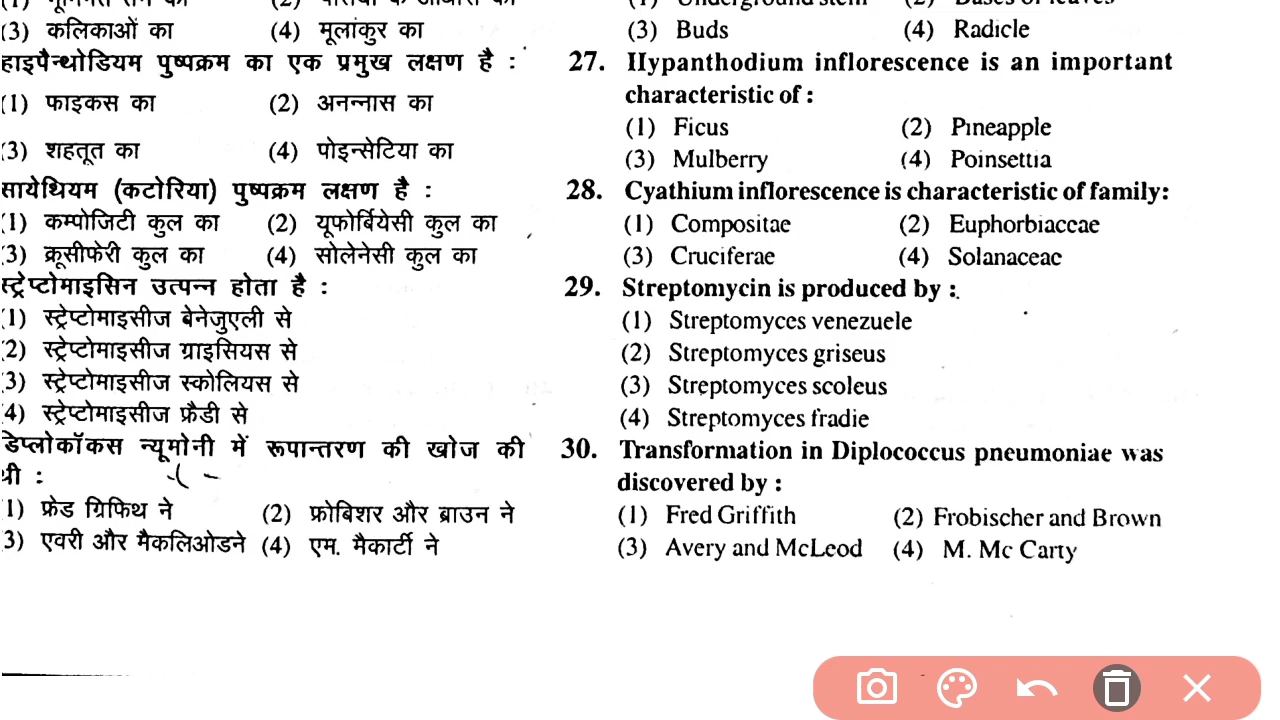 (3) कलिकाओं का (4) मूलांकुर का
हाइपैन्थोडियम पुष्पक्रम का एक प्रमुख लक्षण है :
(1) फाइकस का (2) अनन्नास का
(3) शहतूत का (4) पोइन्सेटिया का
सायेथियम (कटोरिया) पुष्पक्रम लक्षण है :
(1) कम्पोजिटी कुल का (2) यूफोर्बियेसी कुल का
(3) क्रूसीफेरी कुल का (4) सोलेनेसी कुल का
स्ट्रेप्टोमाइसिन उत्पन्न होता है :
(1) स्ट्रेप्टोमाइसीज बेनेजुएली से
(2) स्ट्रेप्टोमाइसीज ग्राइसियस से
(3) स्ट्रेप्टोमाइसीज स्कोलियस से
(4) स्ट्रेप्टोमाइसीज फ्रैडी से
डिप्लोकॉकस न्यूमोनी में रूपान्तरण की खोज की
थी :
(1) फ्रेड ग्रिफिथ ने (2) फ्रोबिशर और ब्राउन ने
(3) एवरी और मैकलिओडने (4) एम. मैकार्टी ने
(1) Underground stem (2) Bases of leaves
(3) Buds (4) Radicle
27. Hypanthodium inflorescence is an important
characteristic of :
(1) Ficus (2) Pineapple
(3) Mulberry (4) Poinsettia
28. Cyathium inflorescence is characteristic of family:
(1) Compositae (2) Euphorbiaceae
(3) Cruciferae (4) Solanaceae
29. Streptomycin is produced by :
(1) Streptomyces venezuele
(2) Streptomyces griseus
(3) Streptomyces scoleus
(4) Streptomyces fradie
30. Transformation in Diplococcus pneumoniae was
discovered by :
(1) Fred Griffith (2) Frobischer and Brown
(3) Avery and McLeod (4) M. Mc Carty